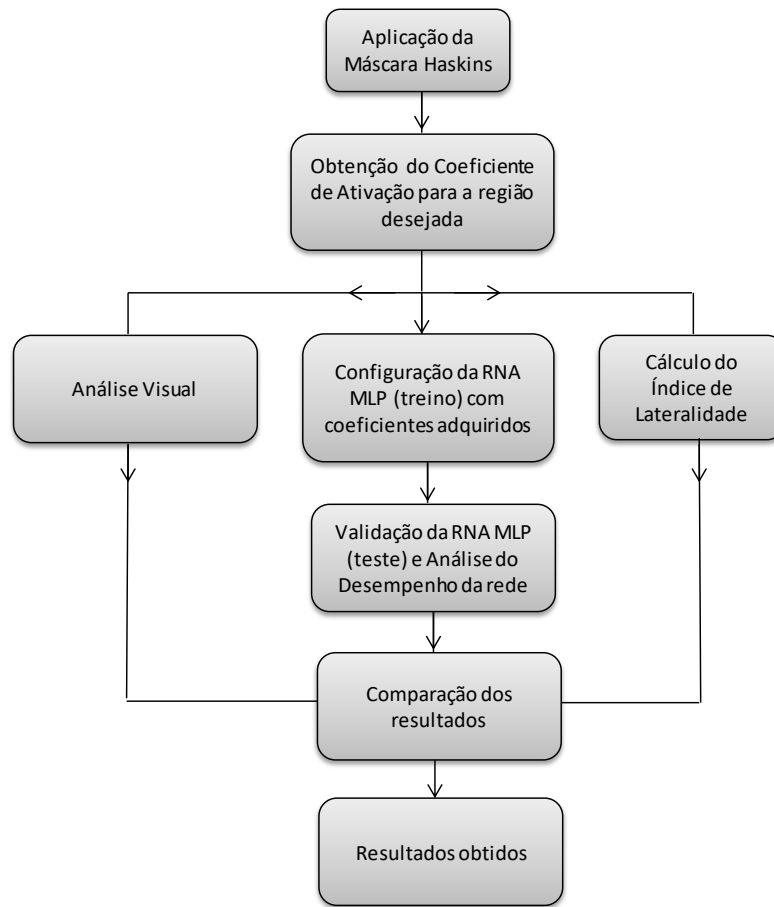 Aplicação da
Máscara Haskins
Obtenção do Coeficiente
de Ativação para a região
desejada
Análise Visual
Configuração da RNA
MLP (treino) com
coeficientes adquiridos
Cálculo do
Índice de
Lateralidade
Validação da RNA MLP
(teste) e Análise do
Desempenho da rede
Comparação dos
resultados
Resultados obtidos